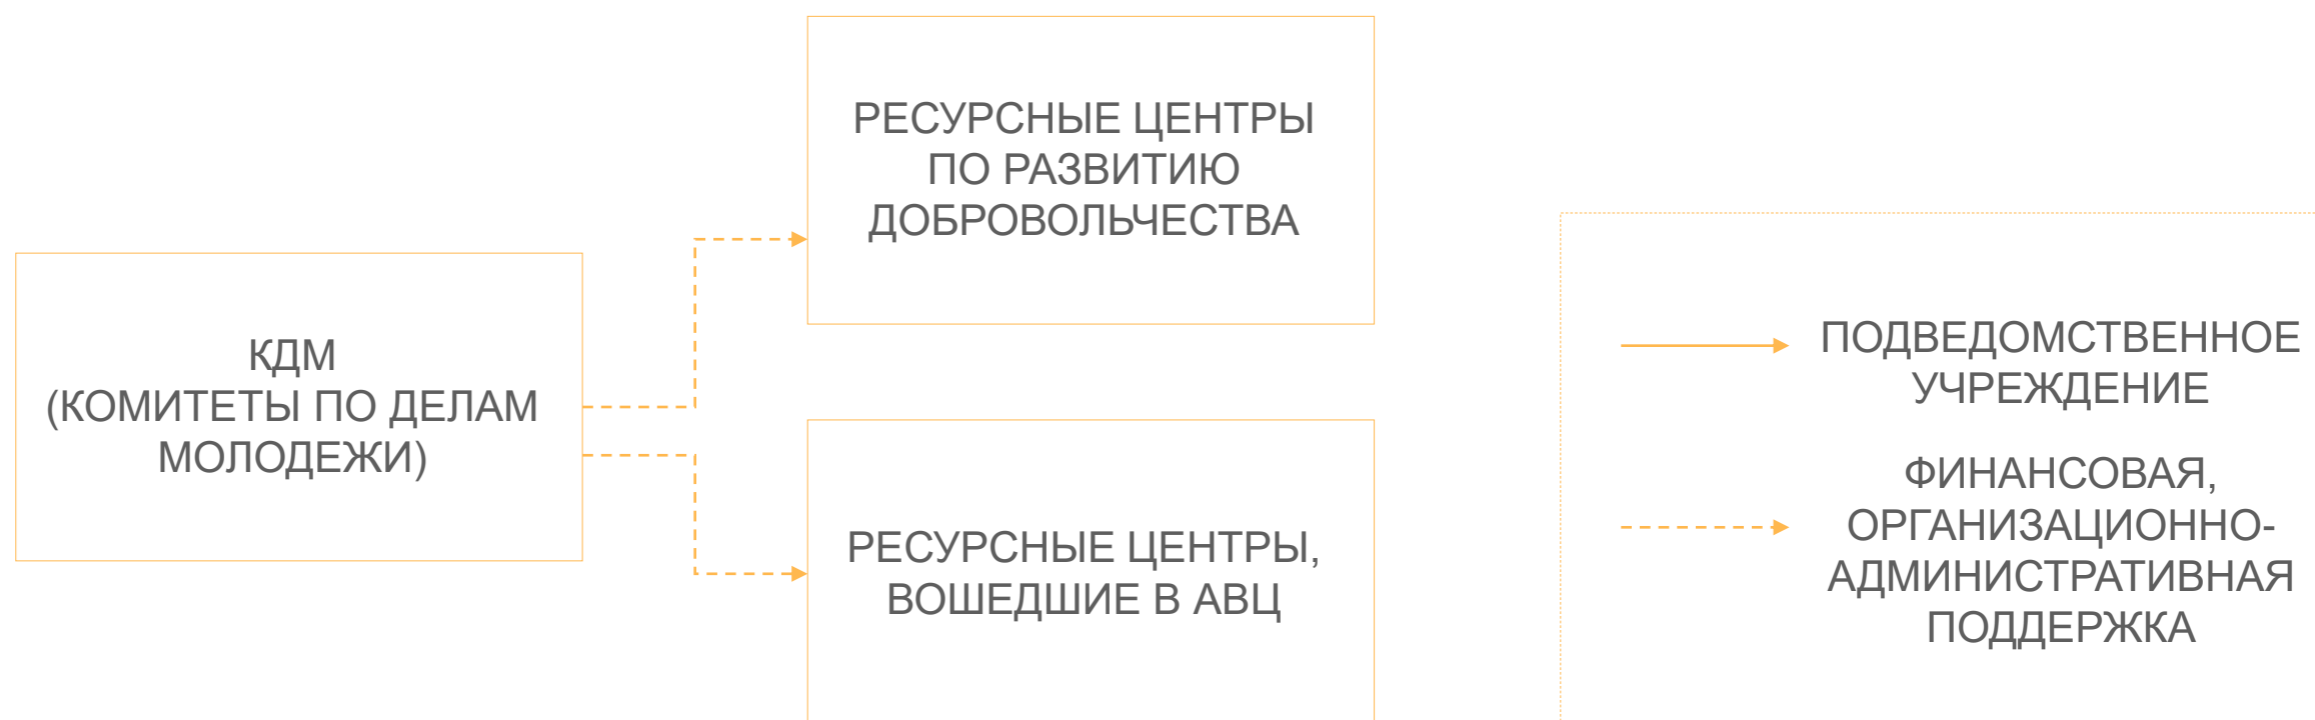 РЕСУРСНЫЕ ЦЕНТРЫ
ПО РАЗВИТИЮ
ДОБРОВОЛЬЧЕСТВА
КДМ
(КОМИТЕТЫ ПО ДЕЛАМ
МОЛОДЕЖИ)
РЕСУРСНЫЕ ЦЕНТРЫ,
ВОШЕДШИЕ В АВЦ
ПОДВЕДОМСТВЕННОЕ
УЧРЕЖДЕНИЕ
ФИНАНСОВАЯ,
ОРГАНИЗАЦИОННО-
АДМИНИСТРАТИВНАЯ
ПОДДЕРЖКА